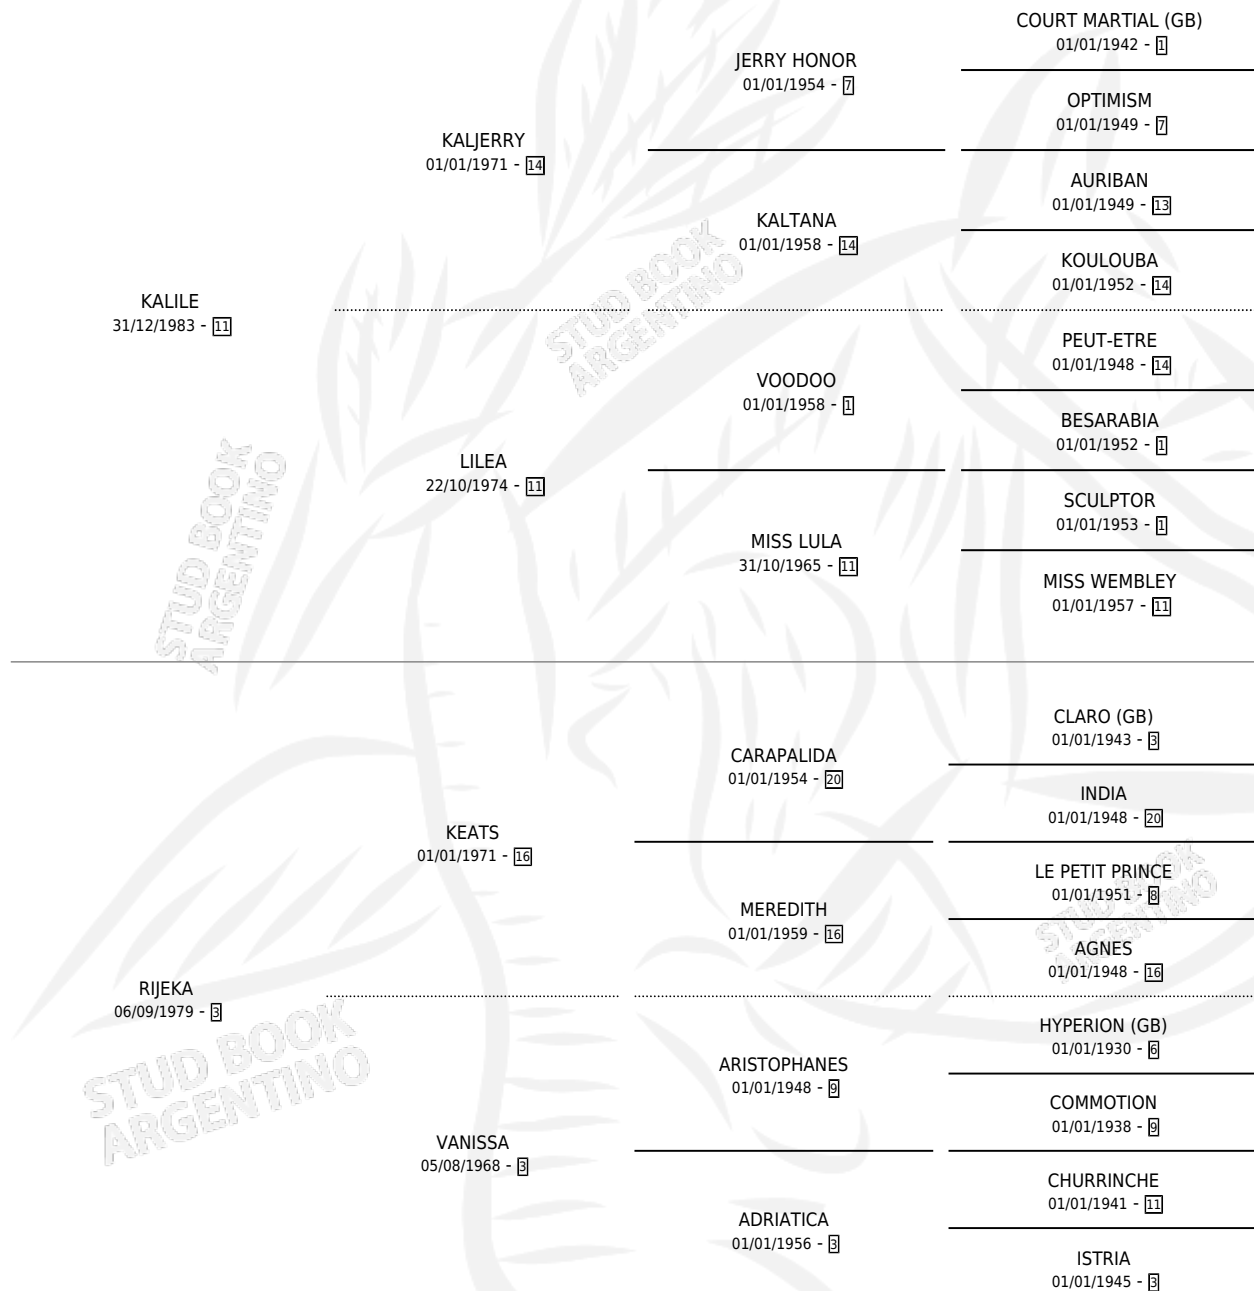 COURT MARTIAL (GB)
01/01/1942 - 1
JERRY HONOR
01/01/1954 - 7
OPTIMISM
01/01/1949 - 7
KALJERRY
01/01/1971 - 14
AURIBAN
01/01/1949 - 13
KALTANA
01/01/1958 - 14
KOULOUBA
01/01/1952 - 14
STUD BOOK
ARGENTINO
KALILE
31/12/1983 - 11
PEUT-ETRE
01/01/1948 - 14
VOODOO
01/01/1958 - 1
BESARABIA
01/01/1952 - 1
LILEA
22/10/1974 - 11
SCULPTOR
01/01/1953 - 1
MISS LULA
31/10/1965 - 11
MISS WEMBLEY
01/01/1957 - 11
STUD BOOK
ARGENTINO
CLARO (GB)
01/01/1943 - 3
CARAPALIDA
01/01/1954 - 20
INDIA
01/01/1948 - 20
KEATS
01/01/1971 - 16
LE PETIT PRINCE
01/01/1951 - 8
MEREDITH
01/01/1959 - 16
AGNES
01/01/1948 - 16
STUD BOOK
ARGENTINO
RIJEKA
06/09/1979 - 3
HYPERION (GB)
01/01/1930 - 6
ARISTOPHANES
01/01/1948 - 9
COMMOTION
01/01/1938 - 9
STUD BOOK
ARGENTINO
VANISSA
05/08/1968 - 3
CHURRINCHE
01/01/1941 - 11
ADRIATICA
01/01/1956 - 3
ISTRIA
01/01/1945 - 3